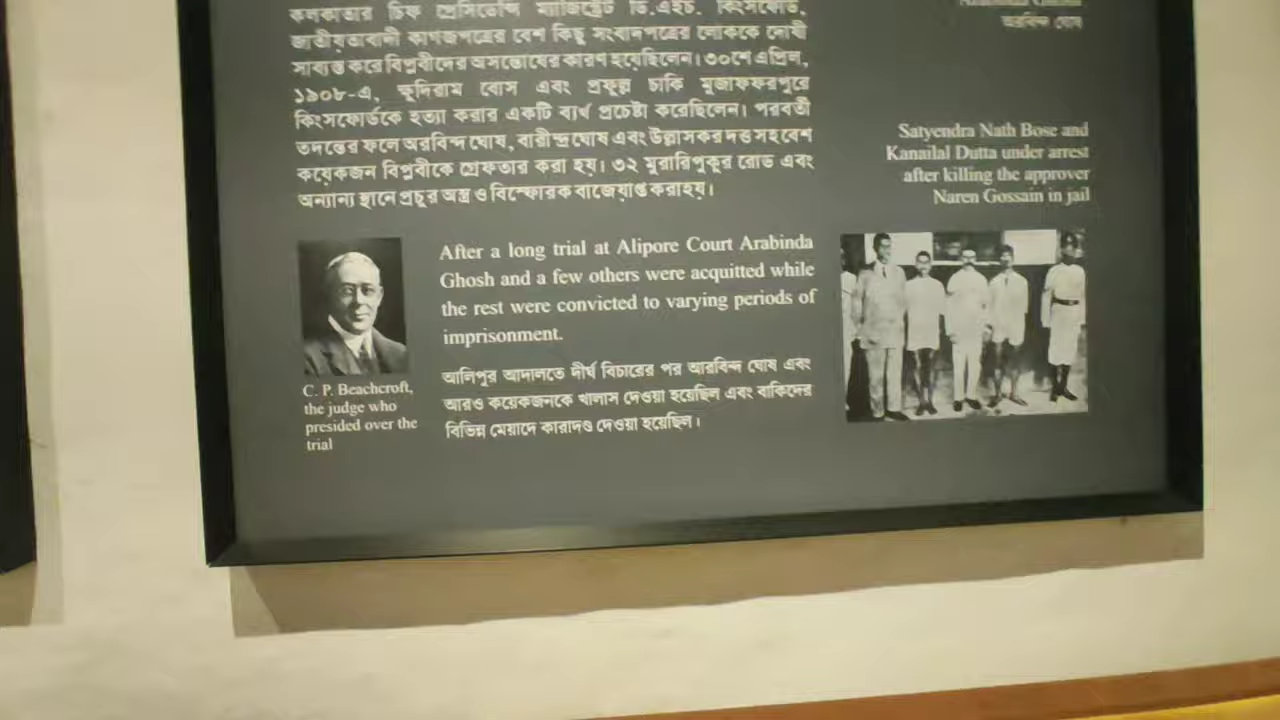 কলকাতার চিফ প্রেসিডেন্সি ম্যাজিস্ট্রেট ডি.এইচ. কিংসফোর্ড,
জাতীয়তাবাদী কাগজপত্রের বেশ কিছু সংবাদপত্রের লোককে দোষী
সাব্যস্ত করে বিপ্লবীদের অসন্তোষের কারণ হয়েছিলেন। ৩০শে এপ্রিল,
১৯০৮-এ, ক্ষুদিরাম বোস এবং প্রফুল্ল চাকি মুজাফফরপুরে
কিংসফোর্ডকে হত্যা করার একটি ব্যর্থ প্রচেষ্টা করেছিলেন। পরবর্তী
তদন্তের ফলে অরবিন্দ ঘোষ, বারীন্দ্র ঘোষ এবং উল্লাসকর দত্ত সহ বেশ
কয়েকজন বিপ্লবীকে গ্রেফতার করা হয়। ৩২ মুরারিপুকুর রোড এবং
অন্যান্য স্থানে প্রচুর অস্ত্র ও বিস্ফোরক বাজেয়াপ্ত করাহয়।
After a long trial at Alipore Court Arabinda
Ghosh and a few others were acquitted while
the rest were convicted to varying periods of
imprisonment.
আলিপুর আদালতে দীর্ঘ বিচারের পর আরবিন্দ ঘোষ এবং
আরও কয়েকজনকে খালাস দেওয়া হয়েছিল এবং বাকিদের
বিভিন্ন মেয়াদে কারাদণ্ড দেওয়া হয়েছিল।
C. P. Beachcroft,
the judge who
presided over the
trial
অরবিন্দ ঘোষ
Satyendra Nath Bose and
Kanailal Dutta under arrest
after killing the approver
Naren Gossain in jail